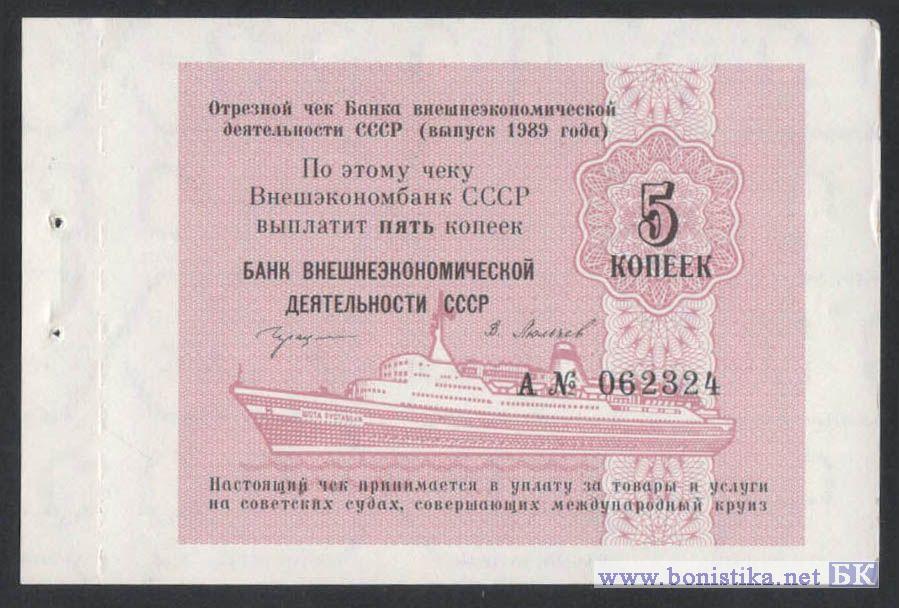 Отрезной чек Банка внешнеэкономической
деятельности СССР (выпуск 1989 года)
По этому чеку
Внешэкономбанк СССР
выплатит пять копеек
5
КОПЕЕК
БАНК ВНЕШНЕЭКОНОМИЧЕСКОЙ
ДЕЯТЕЛЬНОСТИ СССР
А № 062324
ШОТА РУСТАВЕЛИ
Настоящий чек принимается в уплату за товары и услуги
на советских судах, совершающих международный круиз
www.bonistika.net БК